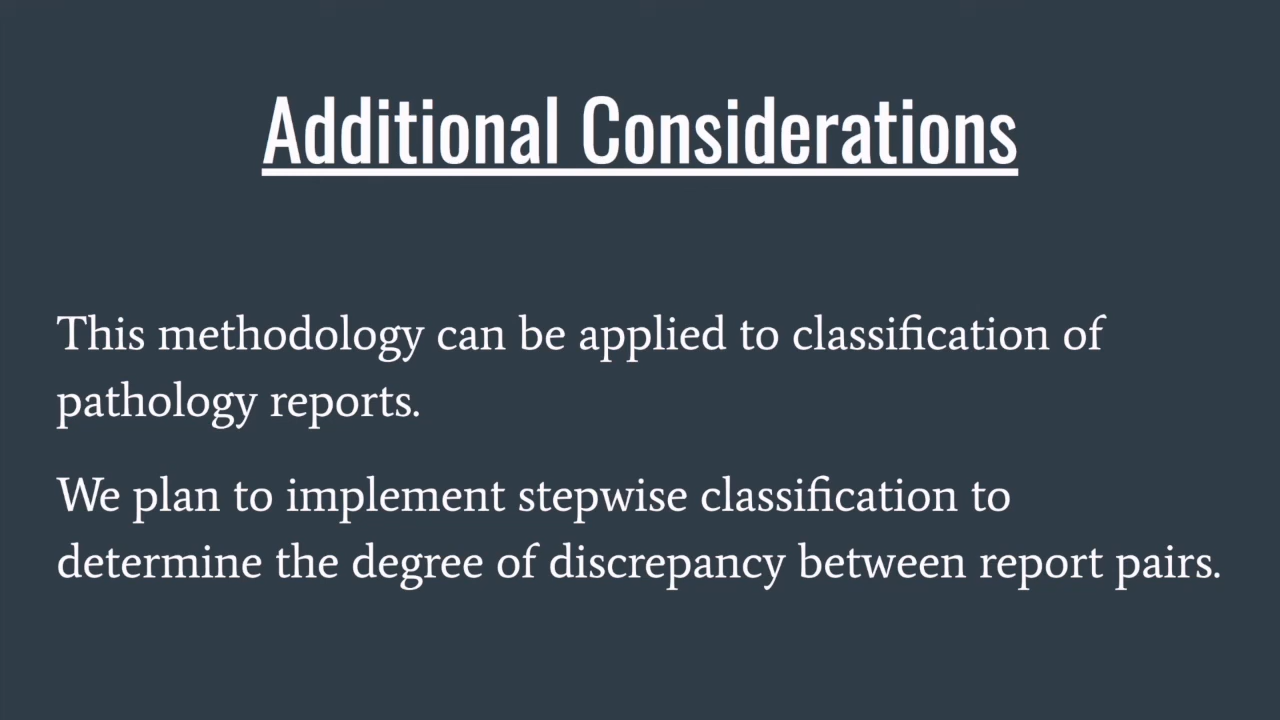 Additional Considerations
This methodology can be applied to classification of
pathology reports.
We plan to implement stepwise classification to
determine the degree of discrepancy between report pairs.